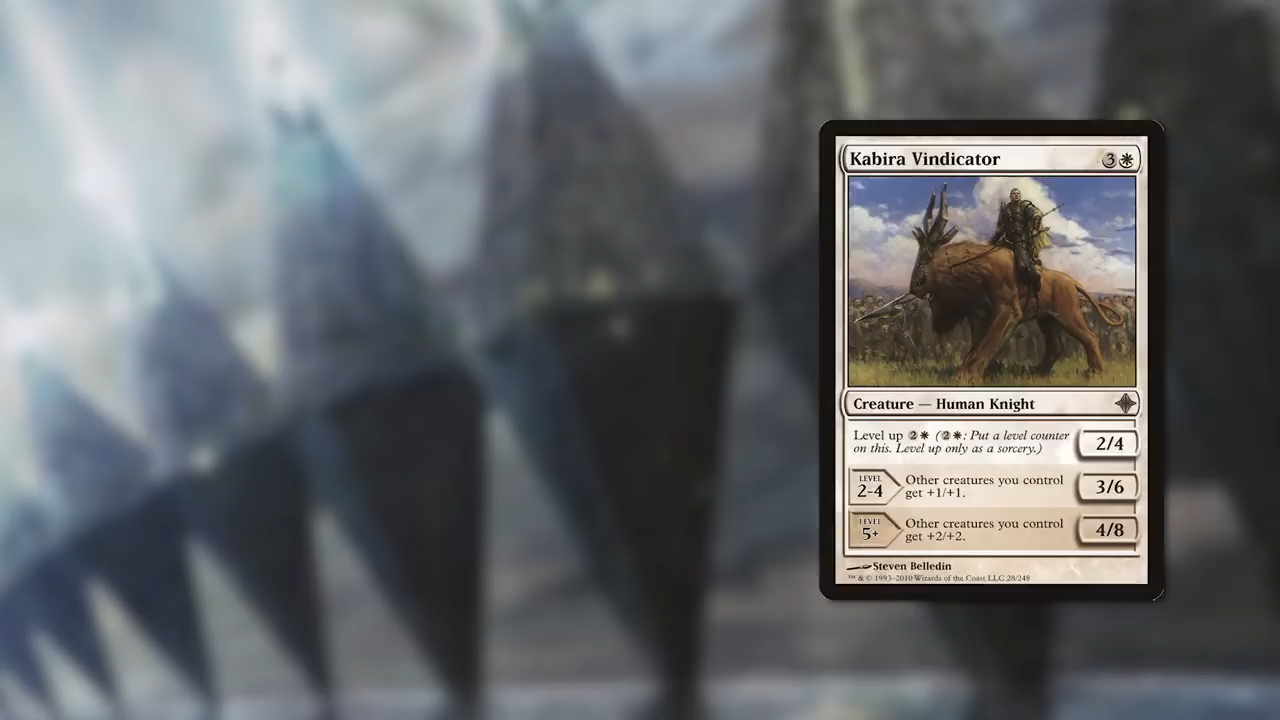 Kabira Vindicator 3
Creature — Human Knight
Level up 2 (2: Put a level counter
on this. Level up only as a sorcery.)
2/4
LEVEL
2-4
Other creatures you control
get +1/+1.
3/6
LEVEL
5+
Other creatures you control
get +2/+2.
4/8
Steven Belledin
™ & © 1993–2010 Wizards of the Coast LLC 28/248